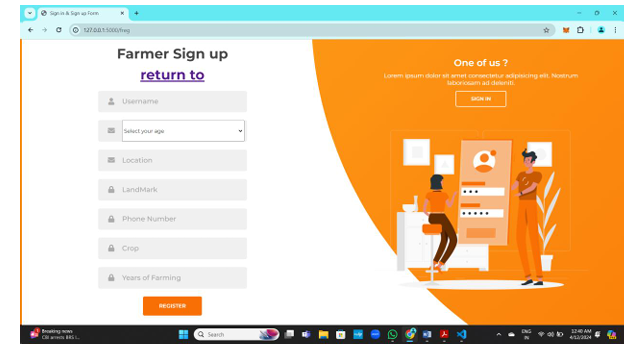 Sign in & Sign up Form
127.0.0.1:5000/freg
Farmer Sign up
return to
Username
Select your age
Location
LandMark
Phone Number
Crop
Years of Farming
REGISTER
One of us ?
Lorem ipsum dolor sit amet consectetur adipisicing elit. Nostrum
laboriosam ad deleniti.
SIGN IN
Breaking news
CBI arrests BRS l...
Search
ENG
IN
12:48 AM
4/12/2024